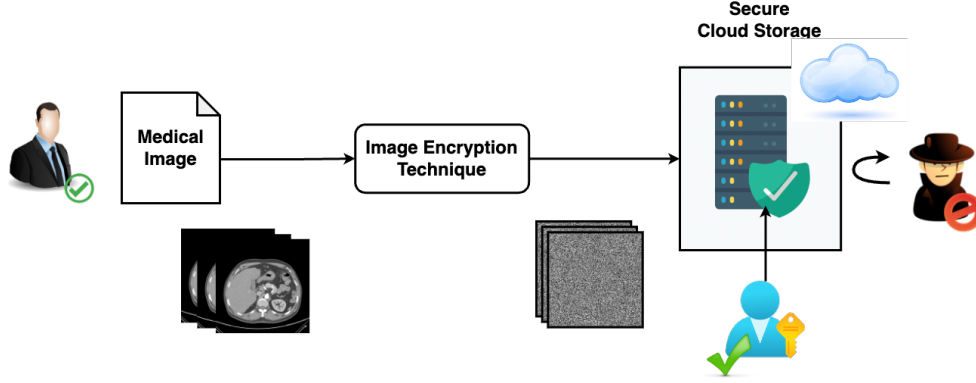 Secure
Cloud Storage
Medical
Image
Image Encryption
Technique